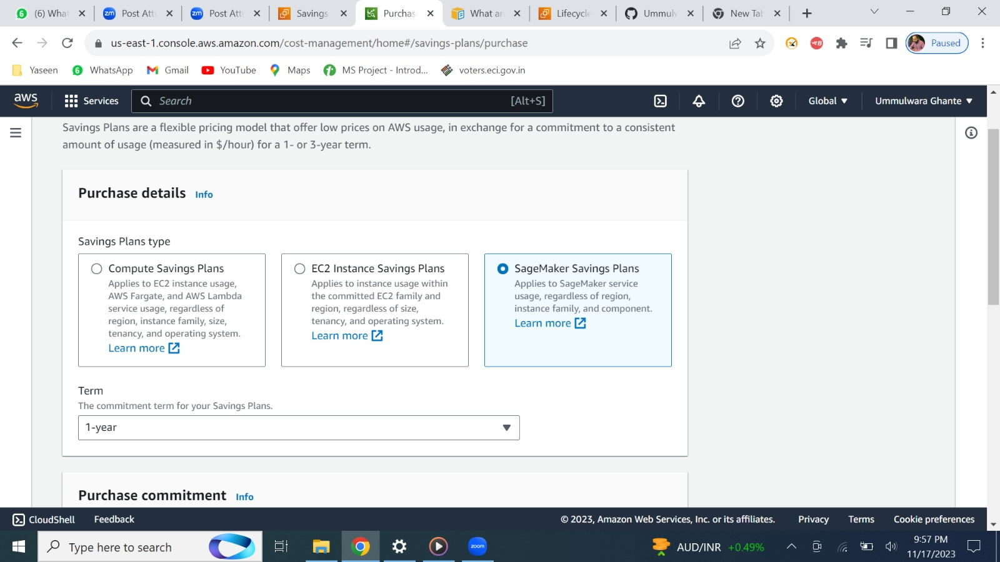 (6) What
Post Att
Post Att
Savings
Purchas
What ar
Lifecycle
Ummulw
New Tab
us-east-1.console.aws.amazon.com/cost-management/home#/savings-plans/purchase
Paused
Yaseen
WhatsApp
Gmail
YouTube
Maps
MS Project - Introd...
voters.eci.gov.in
aws
Services
Search
[Alt+S]
Global
Ummulwara Ghante
Savings Plans are a flexible pricing model that offer low prices on AWS usage, in exchange for a commitment to a consistent
amount of usage (measured in $/hour) for a 1- or 3-year term.
Purchase details Info
Savings Plans type
Compute Savings Plans
Applies to EC2 instance usage,
AWS Fargate, and AWS Lambda
service usage, regardless of
region, instance family, size,
tenancy, and operating system.
Learn more
EC2 Instance Savings Plans
Applies to instance usage within
the committed EC2 family and
region, regardless of size,
tenancy, and operating system.
Learn more
SageMaker Savings Plans
Applies to SageMaker service
usage, regardless of region,
instance family, and component.
Learn more
Term
The commitment term for your Savings Plans.
1-year
Purchase commitment Info
CloudShell
Feedback
© 2023, Amazon Web Services, Inc. or its affiliates.
Privacy
Terms
Cookie preferences
Type here to search
zoom
AUD/INR +0.49%
9:57 PM
11/17/2023